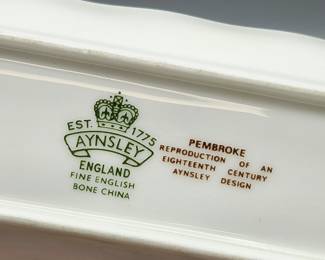 EST. 1775
AYNSLEY
ENGLAND
FINE ENGLISH
BONE CHINA
PEMBROKE
REPRODUCTION OF AN
EIGHTEENTH CENTURY
AYNSLEY DESIGN